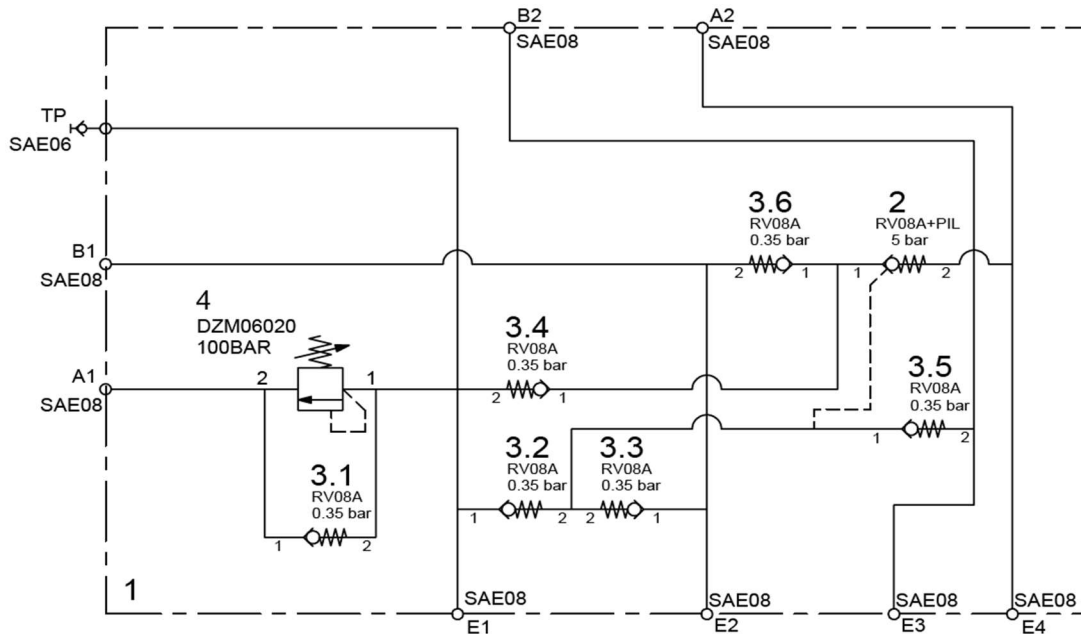 B2
SAE08
A2
SAE08
TP
SAE06
3.6
RV08A
0.35 bar
2
1
2
RV08A+PIL
5 bar
1
2
B1
SAE08
4
DZM06020
100BAR
2
1
3.4
RV08A
0.35 bar
2
1
3.5
RV08A
0.35 bar
1
2
A1
SAE08
3.2
RV08A
0.35 bar
1
2
3.3
RV08A
0.35 bar
2
1
3.1
RV08A
0.35 bar
1
2
1
SAE08
E1
SAE08
E2
SAE08
E3
SAE08
E4